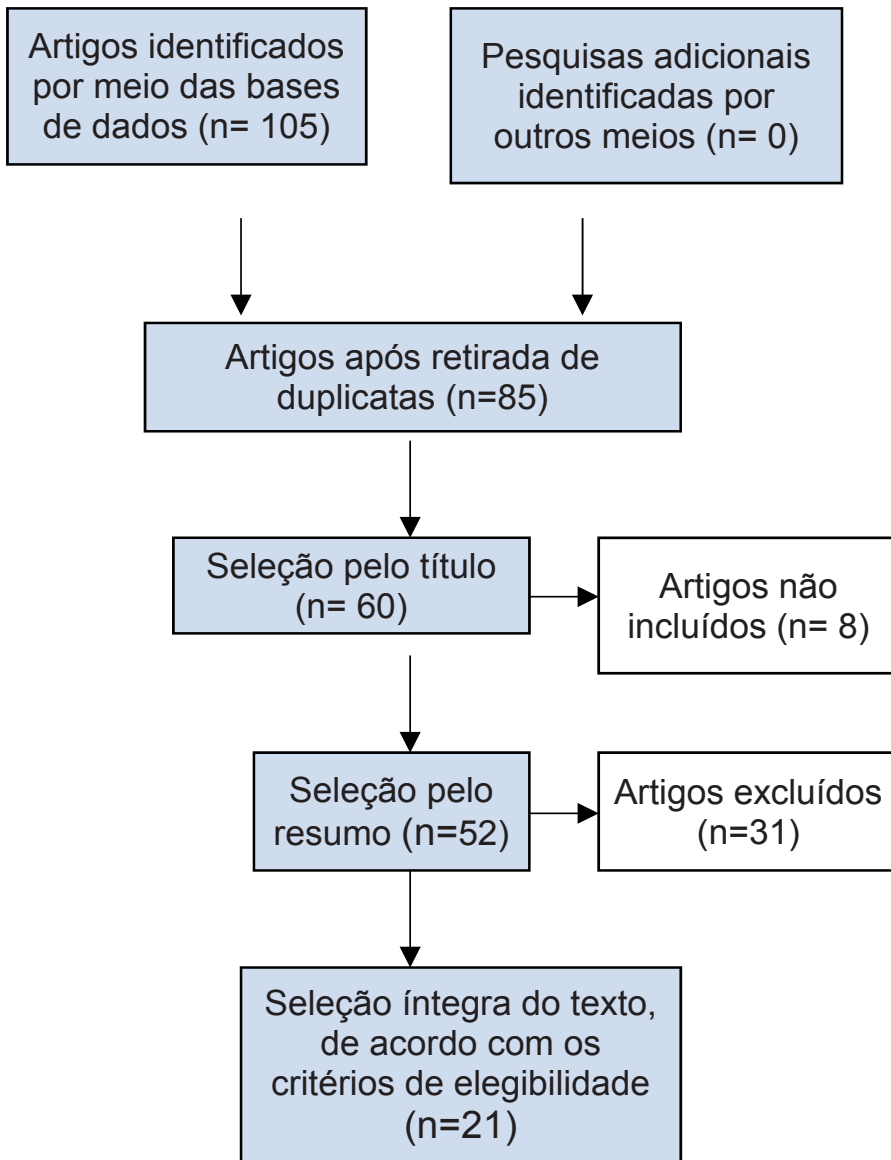 Artigos identificados
por meio das bases
de dados (n= 105)
Pesquisas adicionais
identificadas por
outros meios (n= 0)
Artigos após retirada de
duplicatas (n=85)
Seleção pelo título
(n= 60)
Artigos não
incluídos (n= 8)
Seleção pelo
resumo (n=52)
Artigos excluídos
(n=31)
Seleção íntegra do texto,
de acordo com os
critérios de elegibilidade
(n=21)